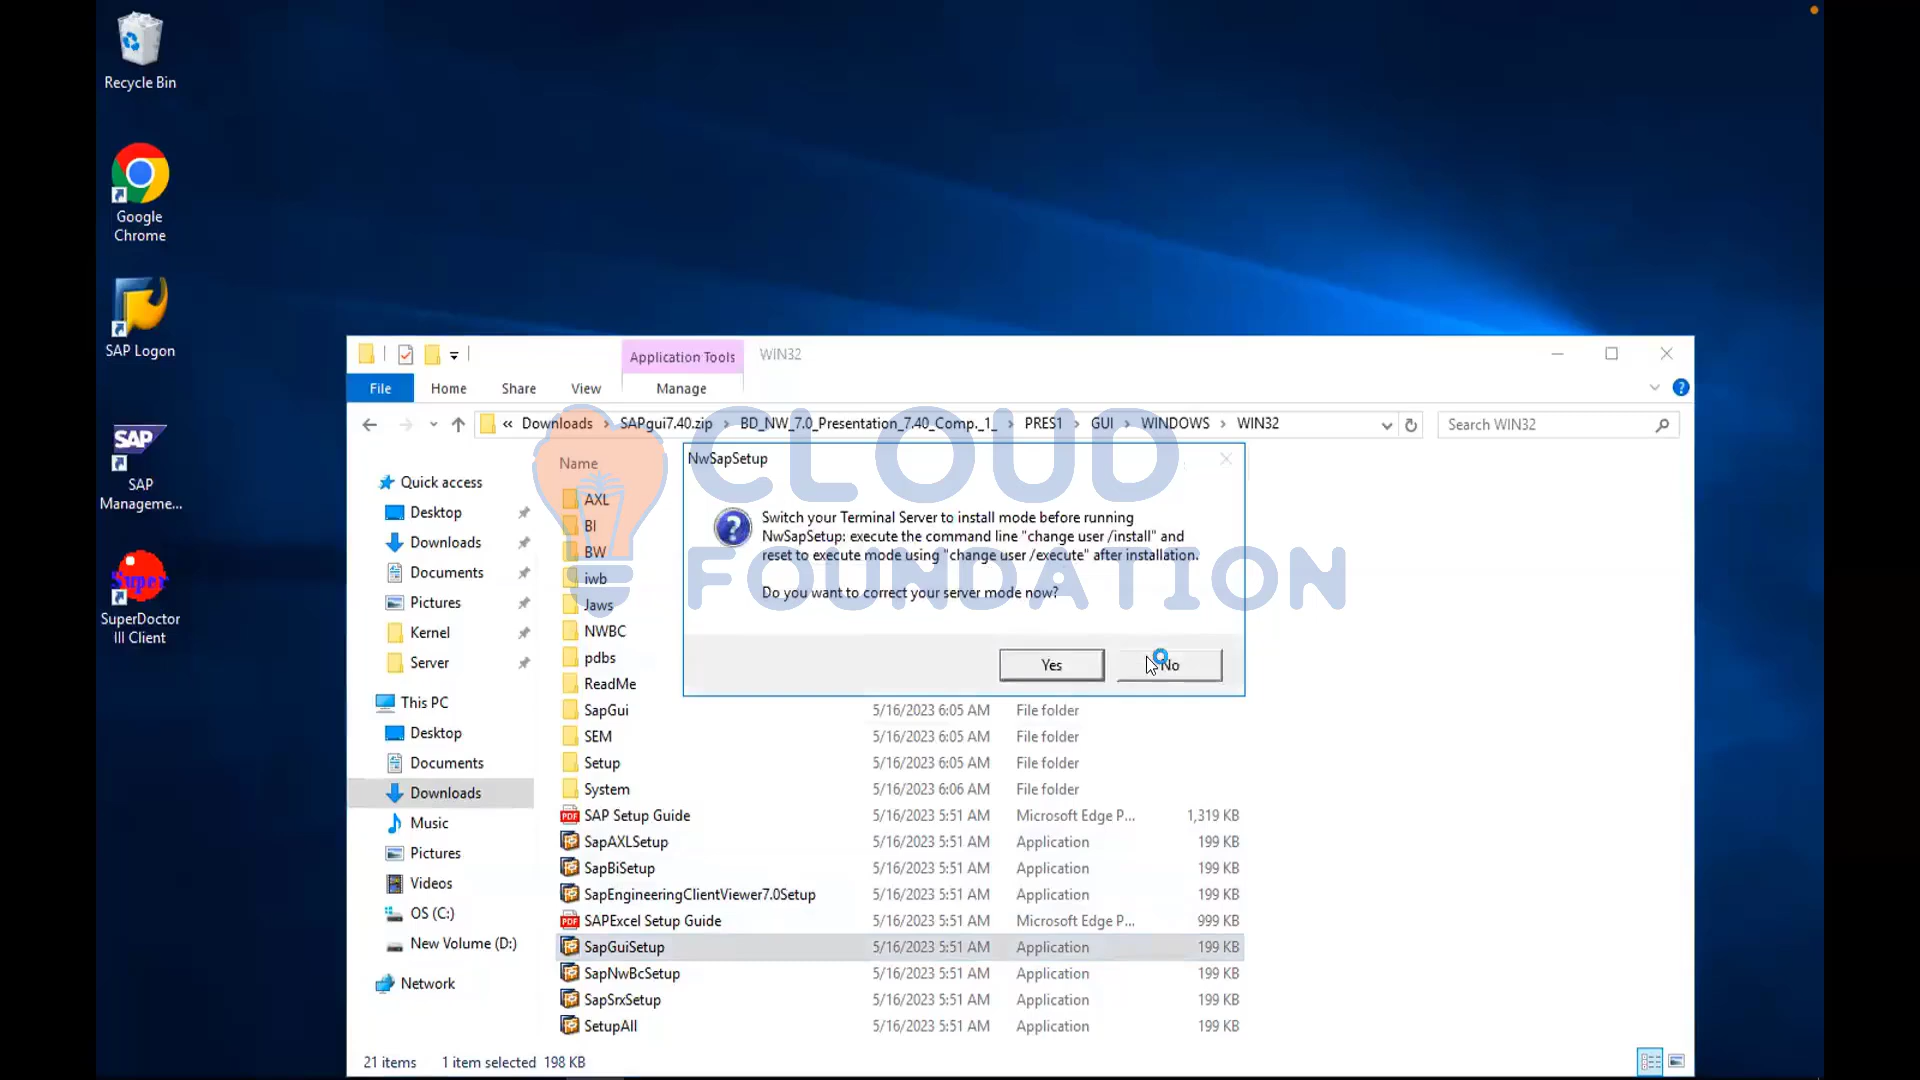 Recycle Bin
Google
Chrome
SAP Logon
SAP
SAP
Manageme...
Super
SuperDoctor
III Client
Application Tools
WIN32
File
Home
Share
View
Manage
« Downloads > SAPgui7.40.zip > BD_NW_7.0_Presentation_7.40_Comp._1_ > PRES1 > GUI > WINDOWS > WIN32
Search WIN32
Quick access
Desktop
Downloads
Documents
Pictures
Kernel
Server
This PC
Desktop
Documents
Downloads
Music
Pictures
Videos
OS (C:)
New Volume (D:)
Network
Name
AXL
BI
BW
iwb
Jaws
NWBC
pdbs
ReadMe
SapGui 5/16/2023 6:05 AM File folder
SEM 5/16/2023 6:05 AM File folder
Setup 5/16/2023 6:05 AM File folder
System 5/16/2023 6:06 AM File folder
SAP Setup Guide 5/16/2023 5:51 AM Microsoft Edge P... 1,319 KB
SapAXLSetup 5/16/2023 5:51 AM Application 199 KB
SapBiSetup 5/16/2023 5:51 AM Application 199 KB
SapEngineeringClientViewer7.0Setup 5/16/2023 5:51 AM Application 199 KB
SAPExcel Setup Guide 5/16/2023 5:51 AM Microsoft Edge P... 999 KB
SapGuiSetup 5/16/2023 5:51 AM Application 199 KB
SapNwBcSetup 5/16/2023 5:51 AM Application 199 KB
SapSrxSetup 5/16/2023 5:51 AM Application 199 KB
SetupAll 5/16/2023 5:51 AM Application 199 KB
NwSapSetup
Switch your Terminal Server to install mode before running
NwSapSetup: execute the command line "change user /install" and
reset to execute mode using "change user /execute" after installation.
Do you want to correct your server mode now?
Yes
No
CLOUD
FOUNDATION
21 items 1 item selected 198 KB